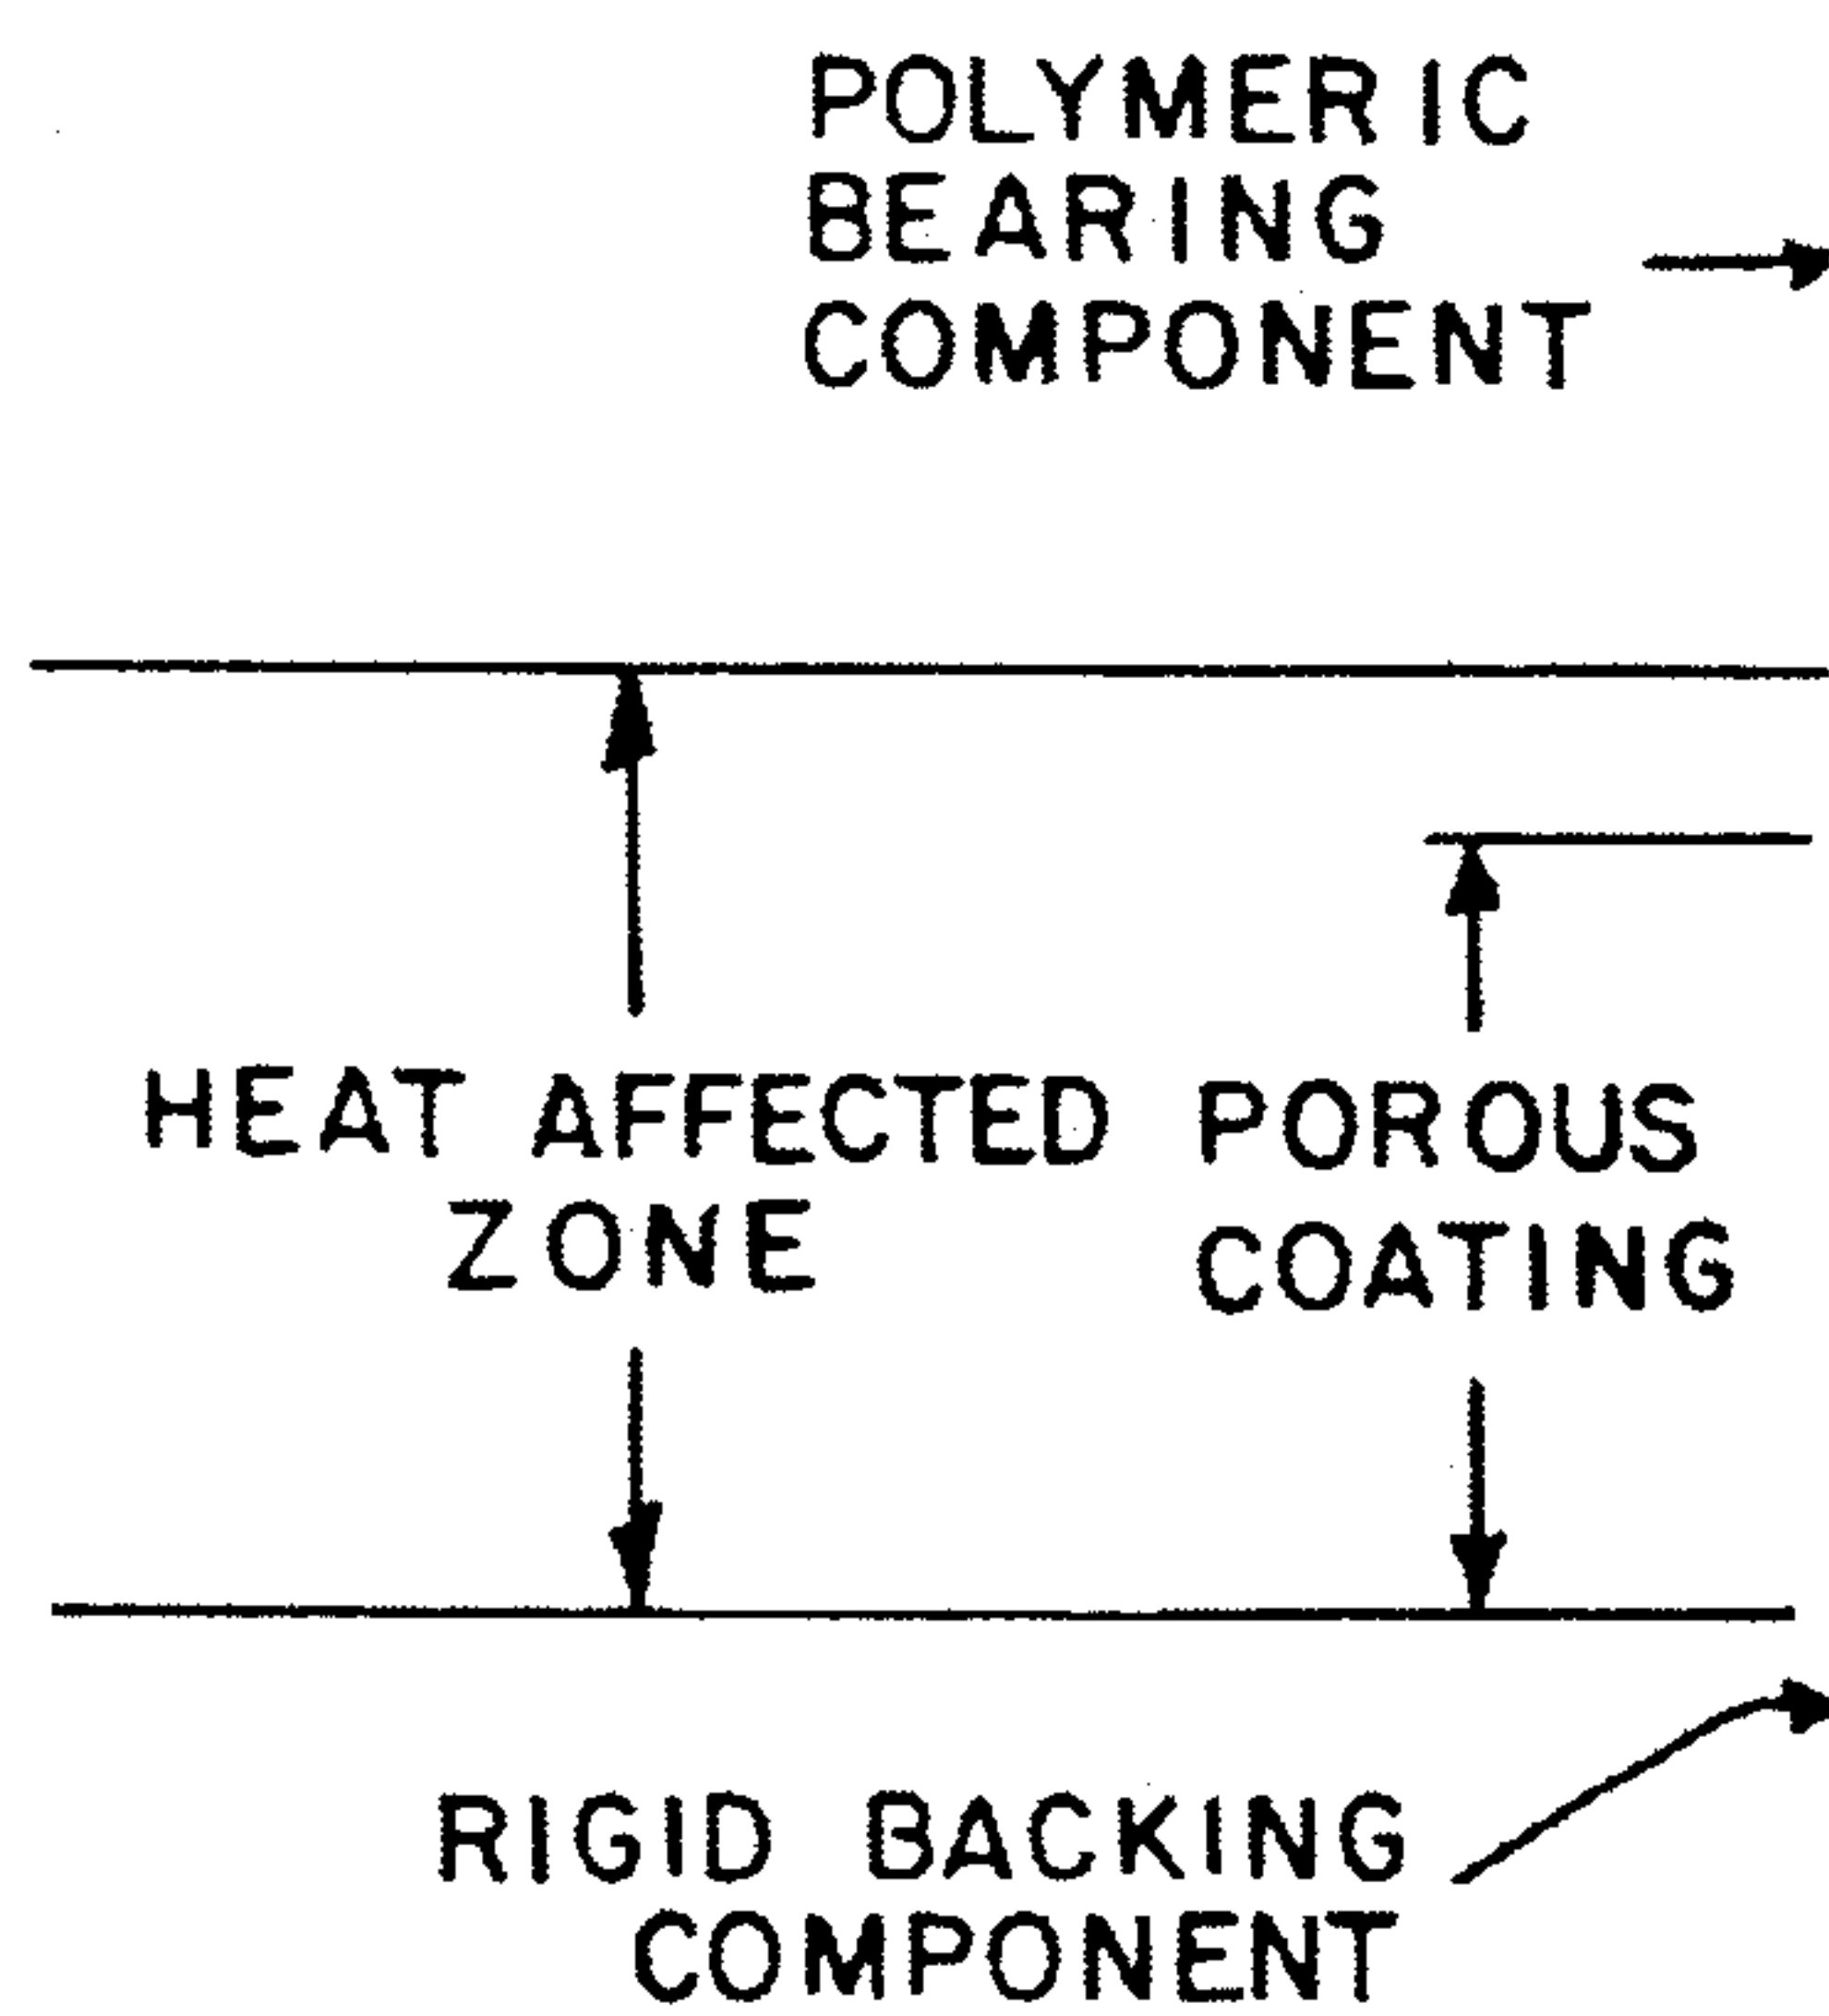 POLYMERIC
BEARING
COMPONENT
HEAT AFFECTED
ZONE
POROUS
COATING
RIGID BACKING
COMPONENT